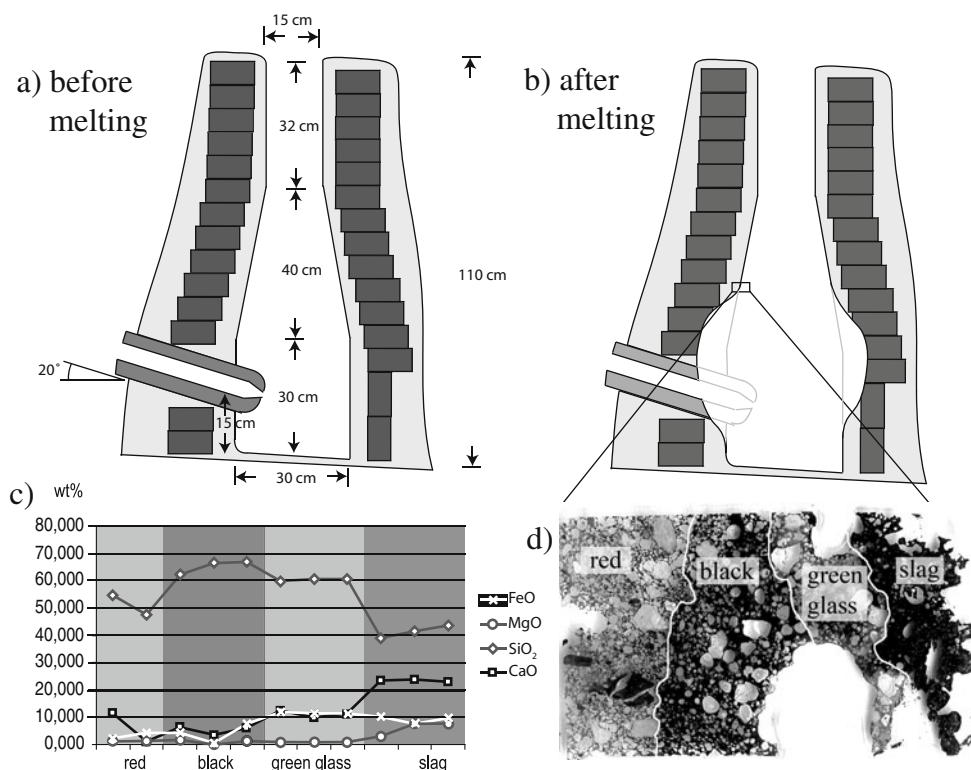 15 cm
a) before
melting
32 cm
40 cm
110 cm
20°
30 cm
15 cm
30 cm
b) after
melting
c) wt%
80,000
70,000
60,000
50,000
40,000
30,000
20,000
10,000
0,000
red black green glass slag
FeO
MgO
SiO₂
CaO
d)
red
black
green
glass
slag